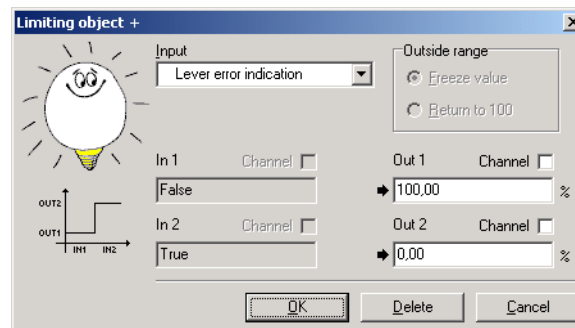 Limiting object +
Input
Lever error indication
Outside range
Freeze value
Return to 100
In 1 Channel
Out 1 Channel
False
100,00 %
In 2 Channel
Out 2 Channel
True
0,00 %
OUT2
OUT1
IN1 IN2
OK Delete Cancel